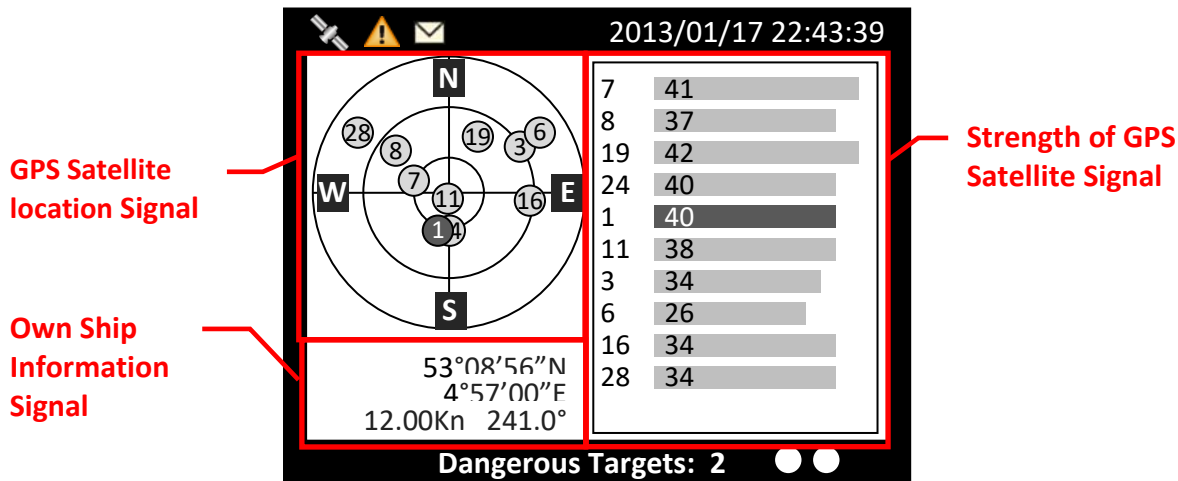 2013/01/17 22:43:39
GPS Satellite
location Signal
N
28
8
19
3
6
7
W
11
16
E
1
4
S
7 41
8 37
19 42
24 40
1 40
11 38
3 34
6 26
16 34
28 34
Strength of GPS
Satellite Signal
Own Ship
Information
Signal
53°08’56”N
4°57’00”E
12.00Kn 241.0°
Dangerous Targets: 2